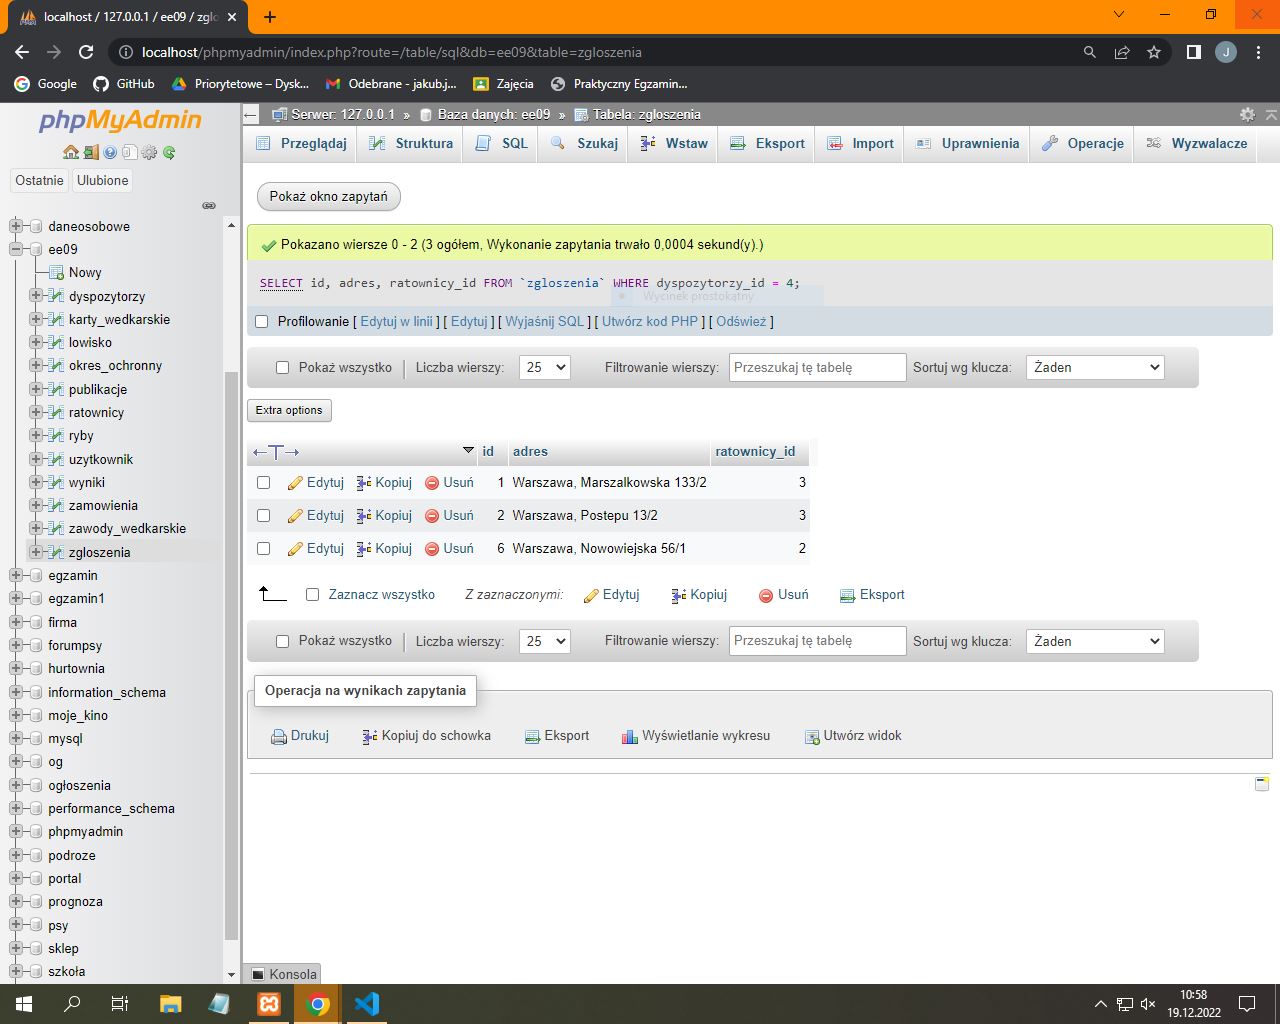 localhost / 127.0.0.1 / ee09 / zglo
localhost/phpmyadmin/index.php?route=/table/sql&db=ee09&table=zgloszenia
J
Google
GitHub
Priorytetowe – Dysk...
Odebrane - jakub.j...
Zajęcia
Praktyczny Egzamin...
phpMyAdmin
Ostatnie
Ulubione
daneosobowe
ee09
Nowy
dyspozytorzy
karty_wedkarskie
lowisko
okres_ochronny
publikacje
ratownicy
ryby
uzytkownik
wyniki
zamowienia
zawody_wedkarskie
zgloszenia
egzamin
egzamin1
firma
forumpsy
hurtownia
information_schema
moje_kino
mysql
og
ogłoszenia
performance_schema
phpmyadmin
podroze
portal
prognoza
psy
sklep
szkoła
Serwer: 127.0.0.1 » Baza danych: ee09 » Tabela: zgloszenia
Przeglądaj
Struktura
SQL
Szukaj
Wstaw
Eksport
Import
Uprawnienia
Operacje
Wyzwalacze
Pokaż okno zapytań
Pokazano wiersze 0 - 2 (3 ogółem, Wykonanie zapytania trwało 0,0004 sekund(y).)
SELECT id, adres, ratownicy_id FROM `zgloszenia` WHERE dyspozytorzy_id = 4;
Wycinek prostokątny
Profilowanie [ Edytuj w linii ] [ Edytuj ] [ Wyjaśnij SQL ] [ Utwórz kod PHP ] [ Odśwież ]
Pokaż wszystko | Liczba wierszy: 25 Filtrowanie wierszy: Przeszukaj tę tabelę Sortuj wg klucza: Żaden
Extra options
←T→ id adres ratownicy_id
Edytuj Kopiuj Usuń 1 Warszawa, Marszalkowska 133/2 3
Edytuj Kopiuj Usuń 2 Warszawa, Postepu 13/2 3
Edytuj Kopiuj Usuń 6 Warszawa, Nowowiejska 56/1 2
Zaznacz wszystko Z zaznaczonymi: Edytuj Kopiuj Usuń Eksport
Pokaż wszystko | Liczba wierszy: 25 Filtrowanie wierszy: Przeszukaj tę tabelę Sortuj wg klucza: Żaden
Operacja na wynikach zapytania
Drukuj Kopiuj do schowka Eksport Wyświetlanie wykresu Utwórz widok
Konsola
10:58
19.12.2022